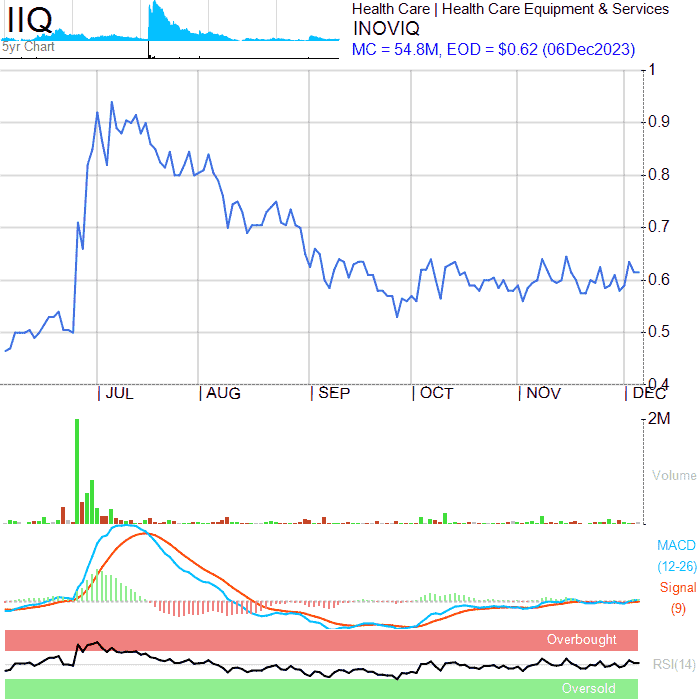 IIQ
5yr Chart
Health Care | Health Care Equipment & Services
INOVIQ
MC = 54.8M, EOD = $0.62 (06Dec2023)
1
0.9
0.8
0.7
0.6
0.5
0.4
JUL AUG SEP OCT NOV DEC
2M
Volume
MACD
(12-26)
Signal
(9)
Overbought
RSI(14)
Oversold